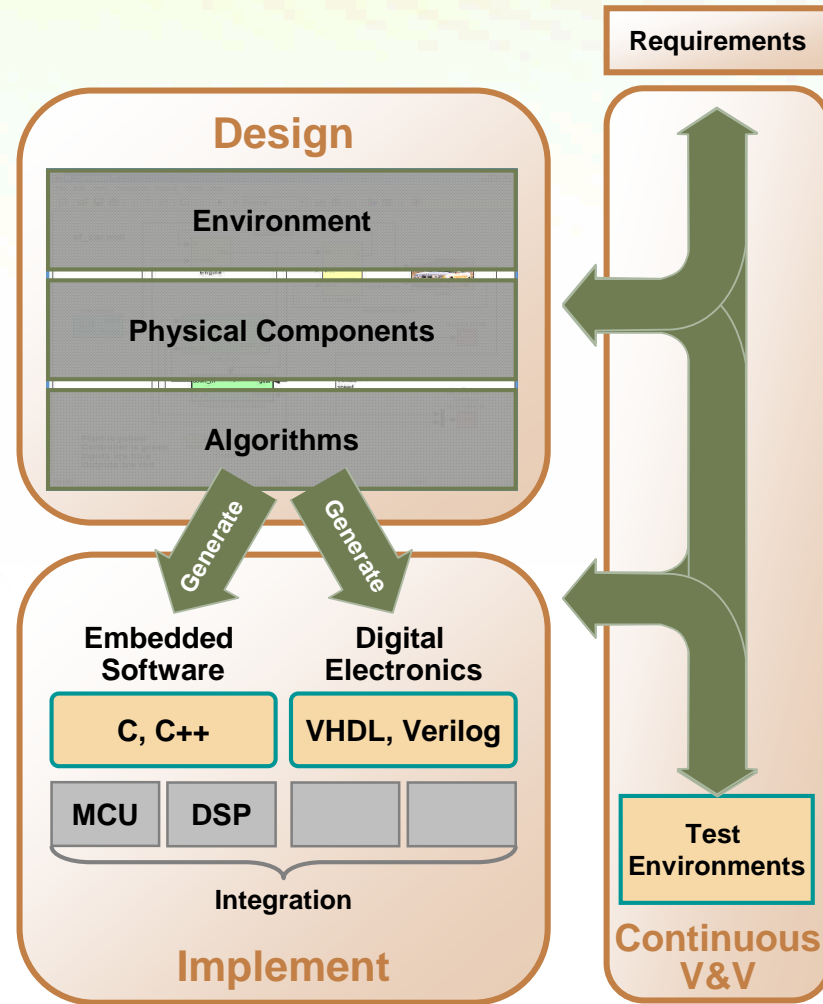 Requirements
Design
Environment
Engine
Physical Components
Algorithms
Generate
Generate
Embedded
Software
Digital
Electronics
C, C++
VHDL, Verilog
MCU
DSP
Integration
Implement
Test
Environments
Continuous
V&V